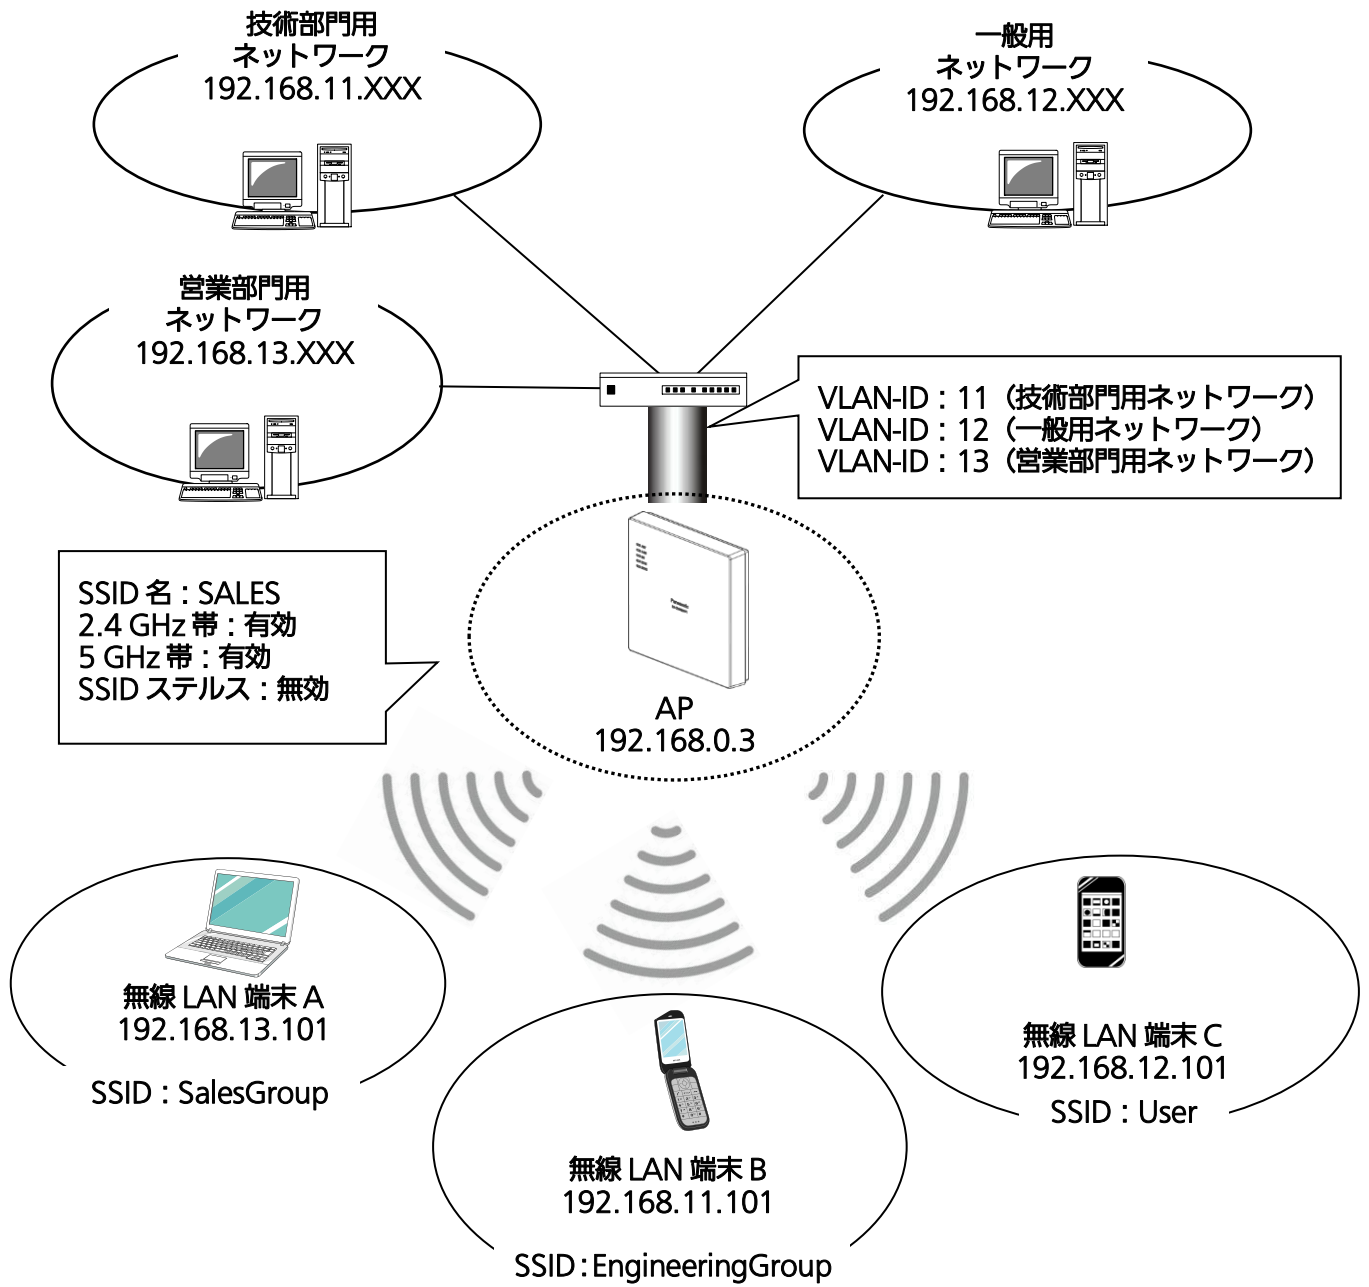 技術部門用
ネットワーク
192.168.11.XXX
一般用
ネットワーク
192.168.12.XXX
営業部門用
ネットワーク
192.168.13.XXX
VLAN-ID：11（技術部門用ネットワーク）
VLAN-ID：12（一般用ネットワーク）
VLAN-ID：13（営業部門用ネットワーク）
SSID 名：SALES
2.4 GHz 帯：有効
5 GHz 帯：有効
SSID ステルス：無効
Panasonic
AP
192.168.0.3
無線 LAN 端末 A
192.168.13.101
SSID：SalesGroup
無線 LAN 端末 B
192.168.11.101
SSID：EngineeringGroup
無線 LAN 端末 C
192.168.12.101
SSID：User